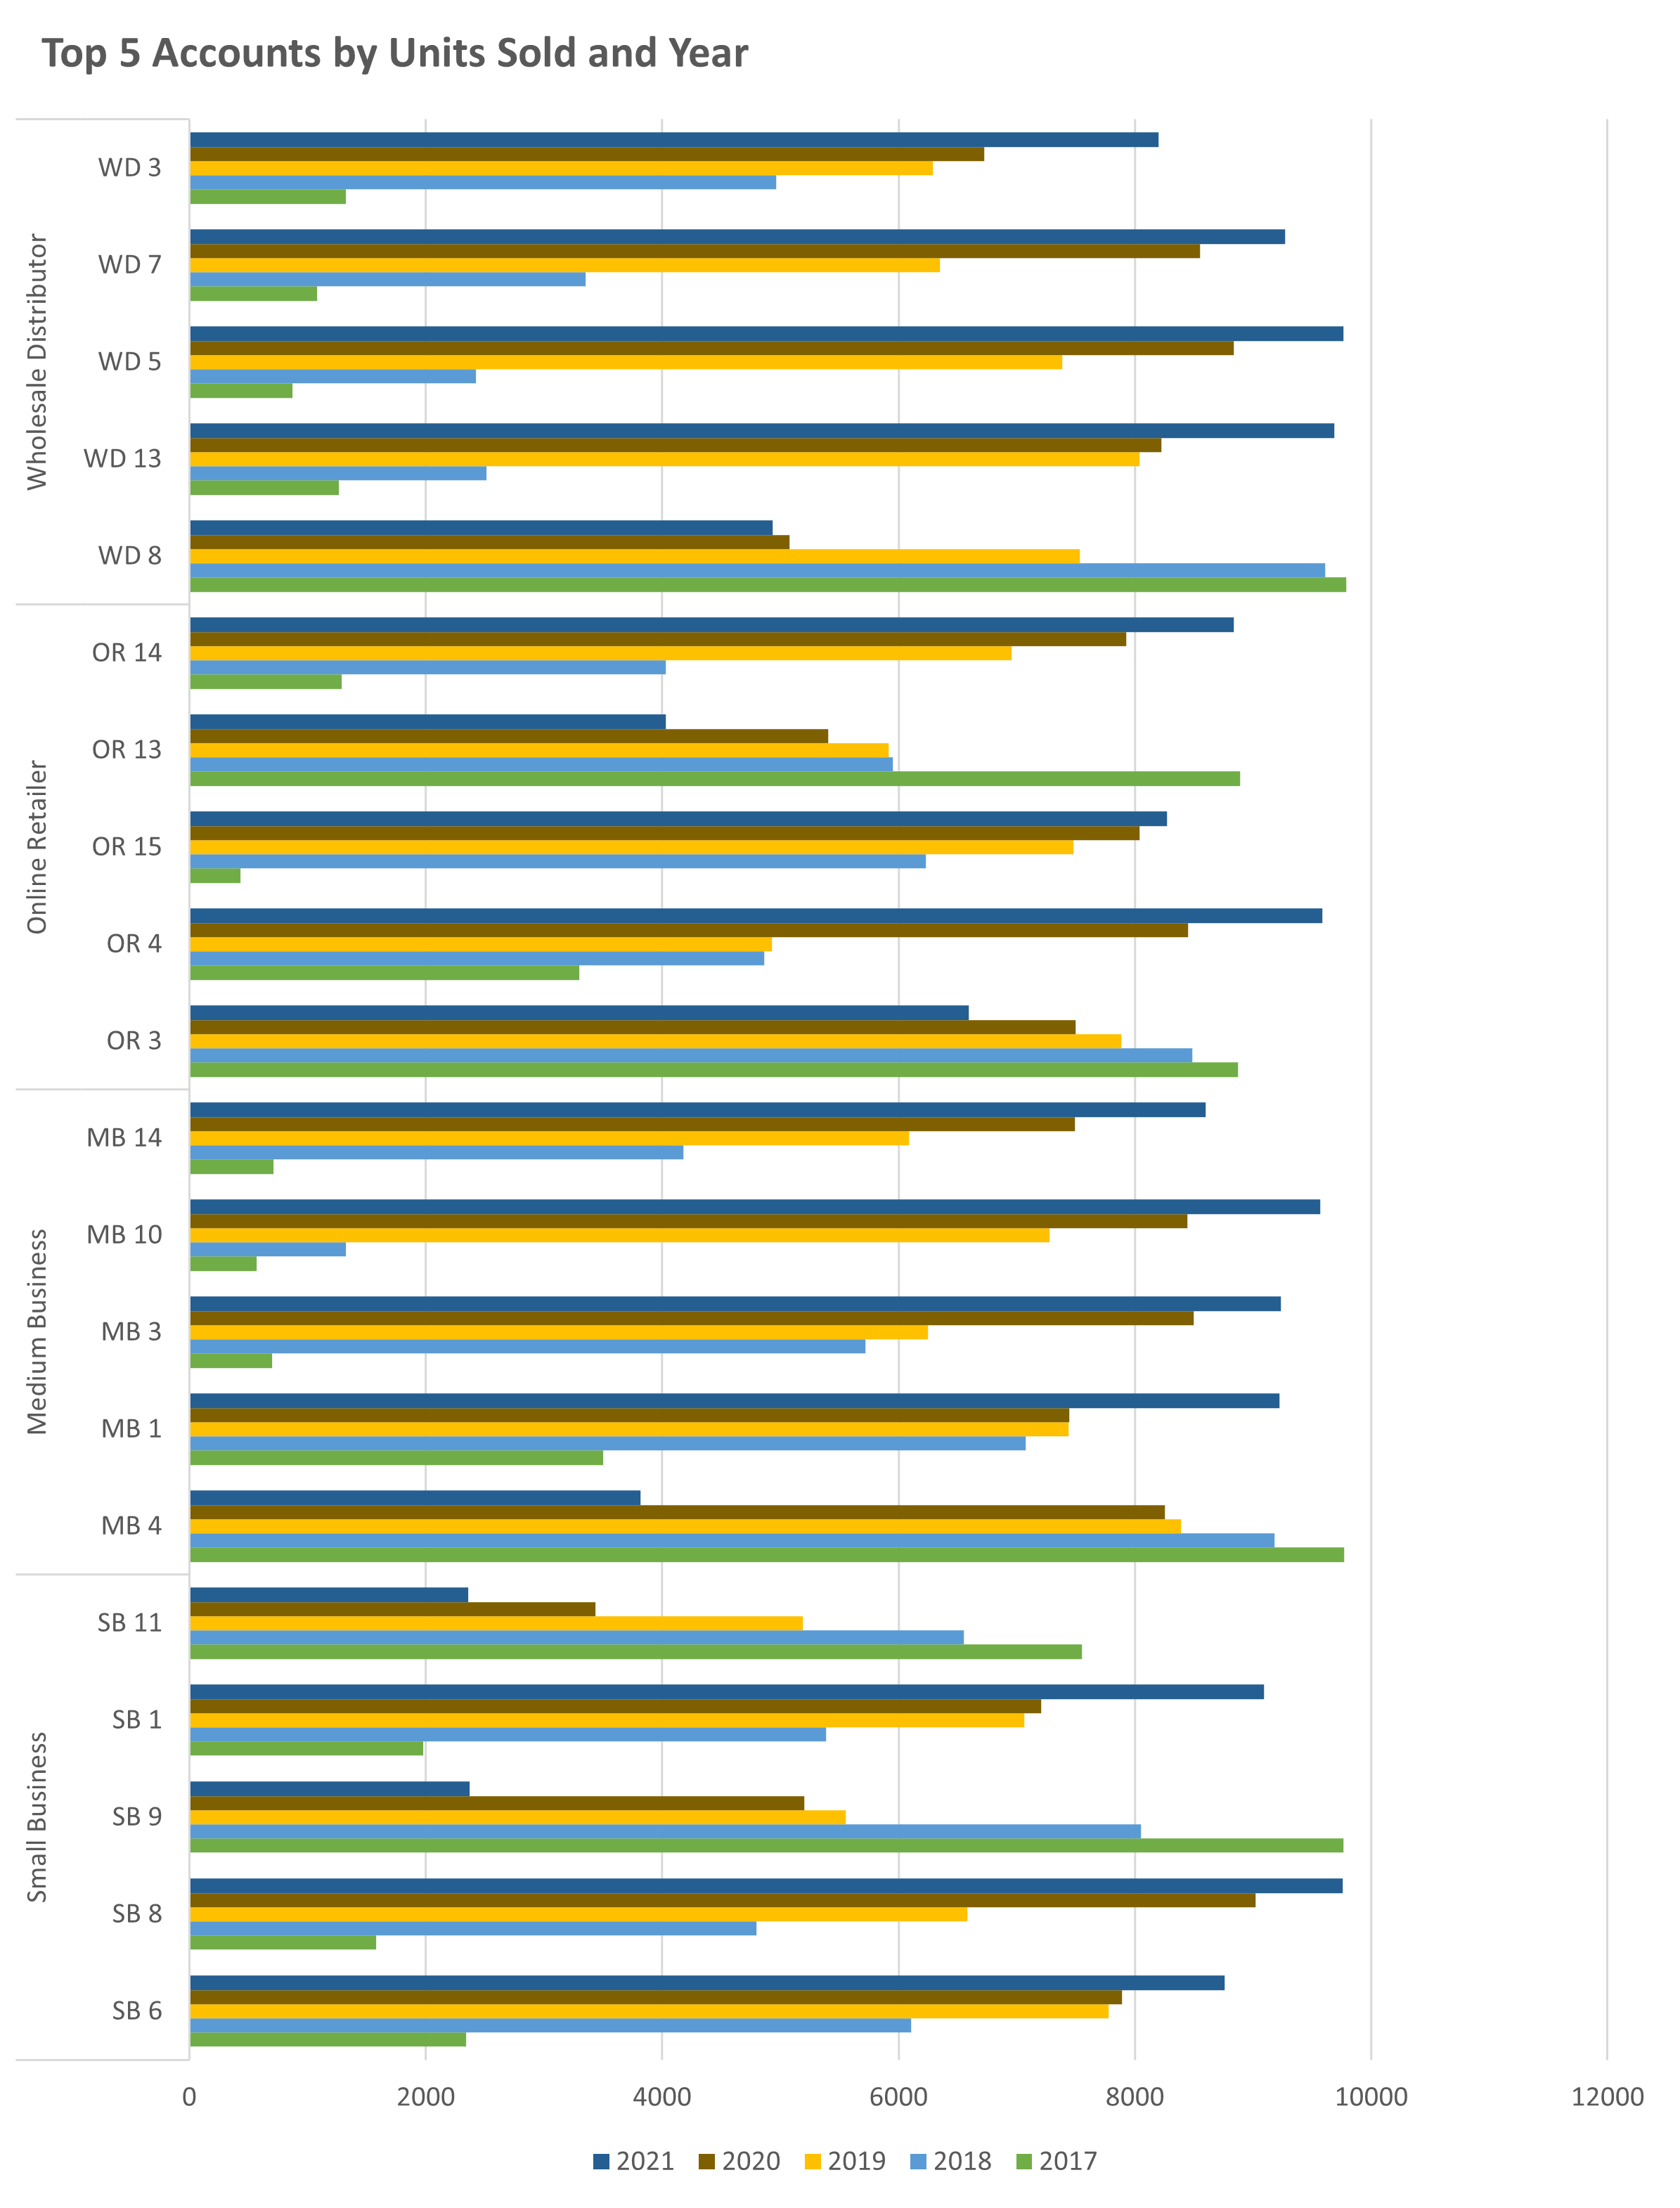 Top 5 Accounts by Units Sold and Year
Wholesale Distributor
WD 3
WD 7
WD 5
WD 13
WD 8
Online Retailer
OR 14
OR 13
OR 15
OR 4
OR 3
Medium Business
MB 14
MB 10
MB 3
MB 1
MB 4
Small Business
SB 11
SB 1
SB 9
SB 8
SB 6
0 2000 4000 6000 8000 10000 12000
2021 2020 2019 2018 2017